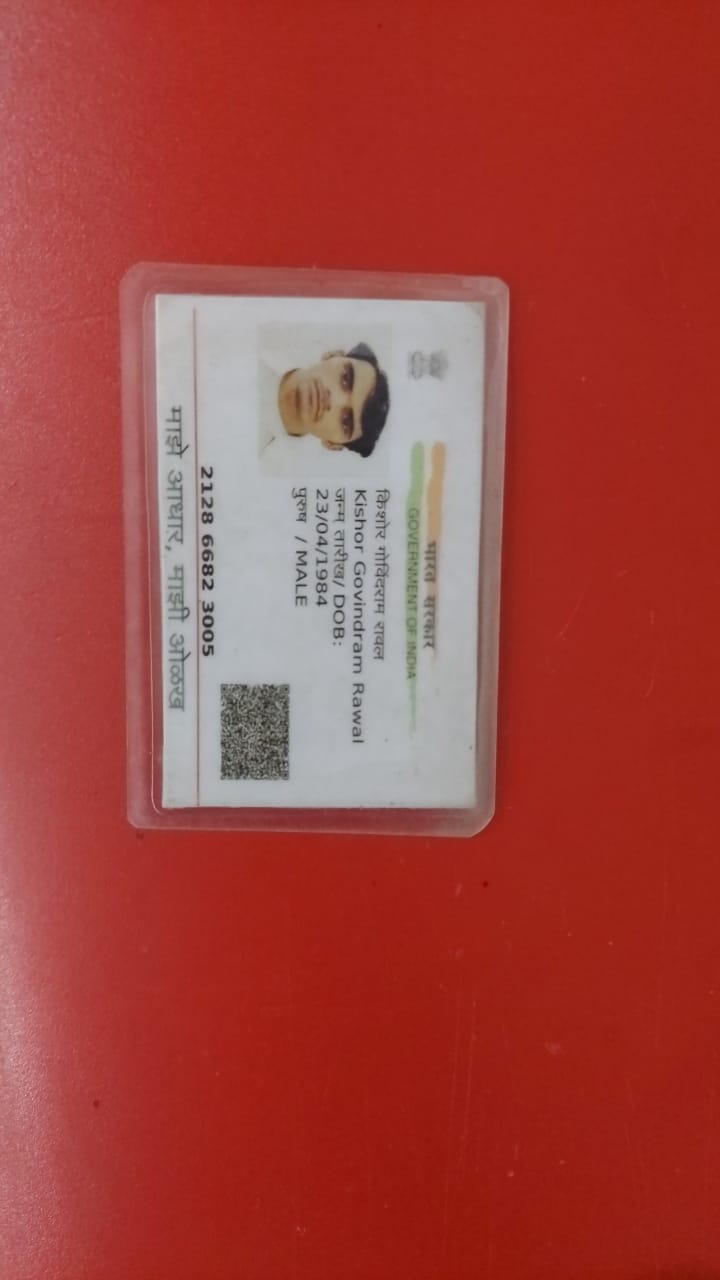 भारत सरकार
GOVERNMENT OF INDIA
किशोर गोविंदराम रावल
Kishor Govindram Rawal
जन्म तारीख/ DOB:
23/04/1984
पुरुष / MALE
2128 6682 3005
माझे आधार, माझी ओळख